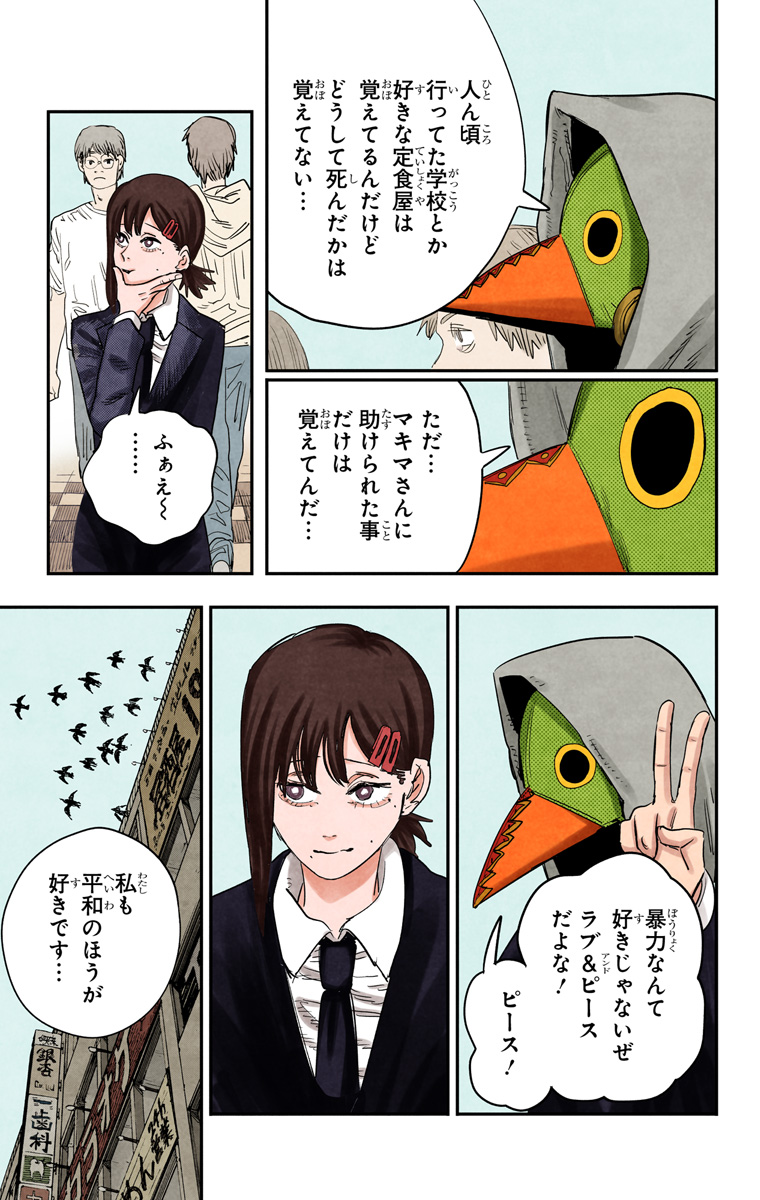 人ん頃
行ってた学校とか
好きな定食屋は
覚えてるんだけど
どうして死んだかは
覚えてない…
ふぁえ〜
……
ただ…
マキマさんに
助けられた事
だけは
覚えてんだ…
暴力なんて
好きじゃないぜ
ラブ&ピース
だよな!
ピース!
私も
平和のほうが
好きです…
銀杏
歯科